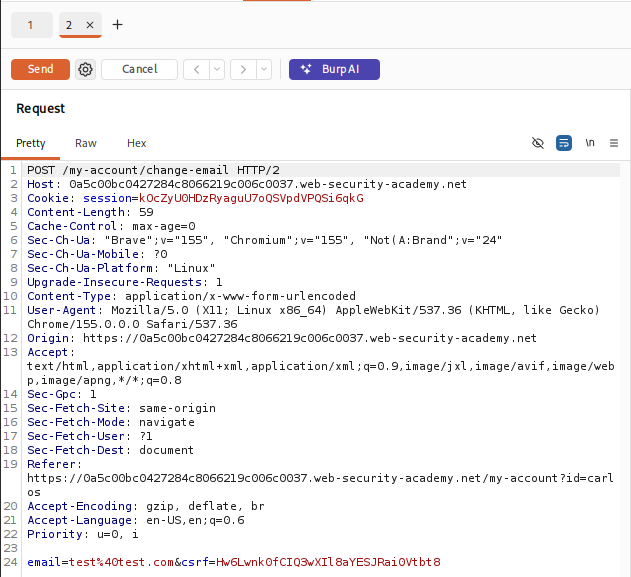 1 2 × +
Send Cancel < > Burp AI
Request
Pretty Raw Hex \n
1 POST /my-account/change-email HTTP/2
2 Host: 0a5c00bc0427284c8066219c006c0037.web-security-academy.net
3 Cookie: session=kOcZyU0HDzRyaguU7oQSVpdVPQSi6qkG
4 Content-Length: 59
5 Cache-Control: max-age=0
6 Sec-Ch-Ua: "Brave";v="155", "Chromium";v="155", "Not(A:Brand";v="24"
7 Sec-Ch-Ua-Mobile: ?0
8 Sec-Ch-Ua-Platform: "Linux"
9 Upgrade-Insecure-Requests: 1
10 Content-Type: application/x-www-form-urlencoded
11 User-Agent: Mozilla/5.0 (X11; Linux x86_64) AppleWebKit/537.36 (KHTML, like Gecko)
Chrome/155.0.0.0 Safari/537.36
12 Origin: https://0a5c00bc0427284c8066219c006c0037.web-security-academy.net
13 Accept:
text/html,application/xhtml+xml,application/xml;q=0.9,image/jxl,image/avif,image/web
p,image/apng,*/*;q=0.8
14 Sec-Gpc: 1
15 Sec-Fetch-Site: same-origin
16 Sec-Fetch-Mode: navigate
17 Sec-Fetch-User: ?1
18 Sec-Fetch-Dest: document
19 Referer:
https://0a5c00bc0427284c8066219c006c0037.web-security-academy.net/my-account?id=carl
os
20 Accept-Encoding: gzip, deflate, br
21 Accept-Language: en-US,en;q=0.6
22 Priority: u=0, i
23
24 email=test%40test.com&csrf=Hw6Lwnk0fCIQ3wXIl8aYESJRai0Vtbt8